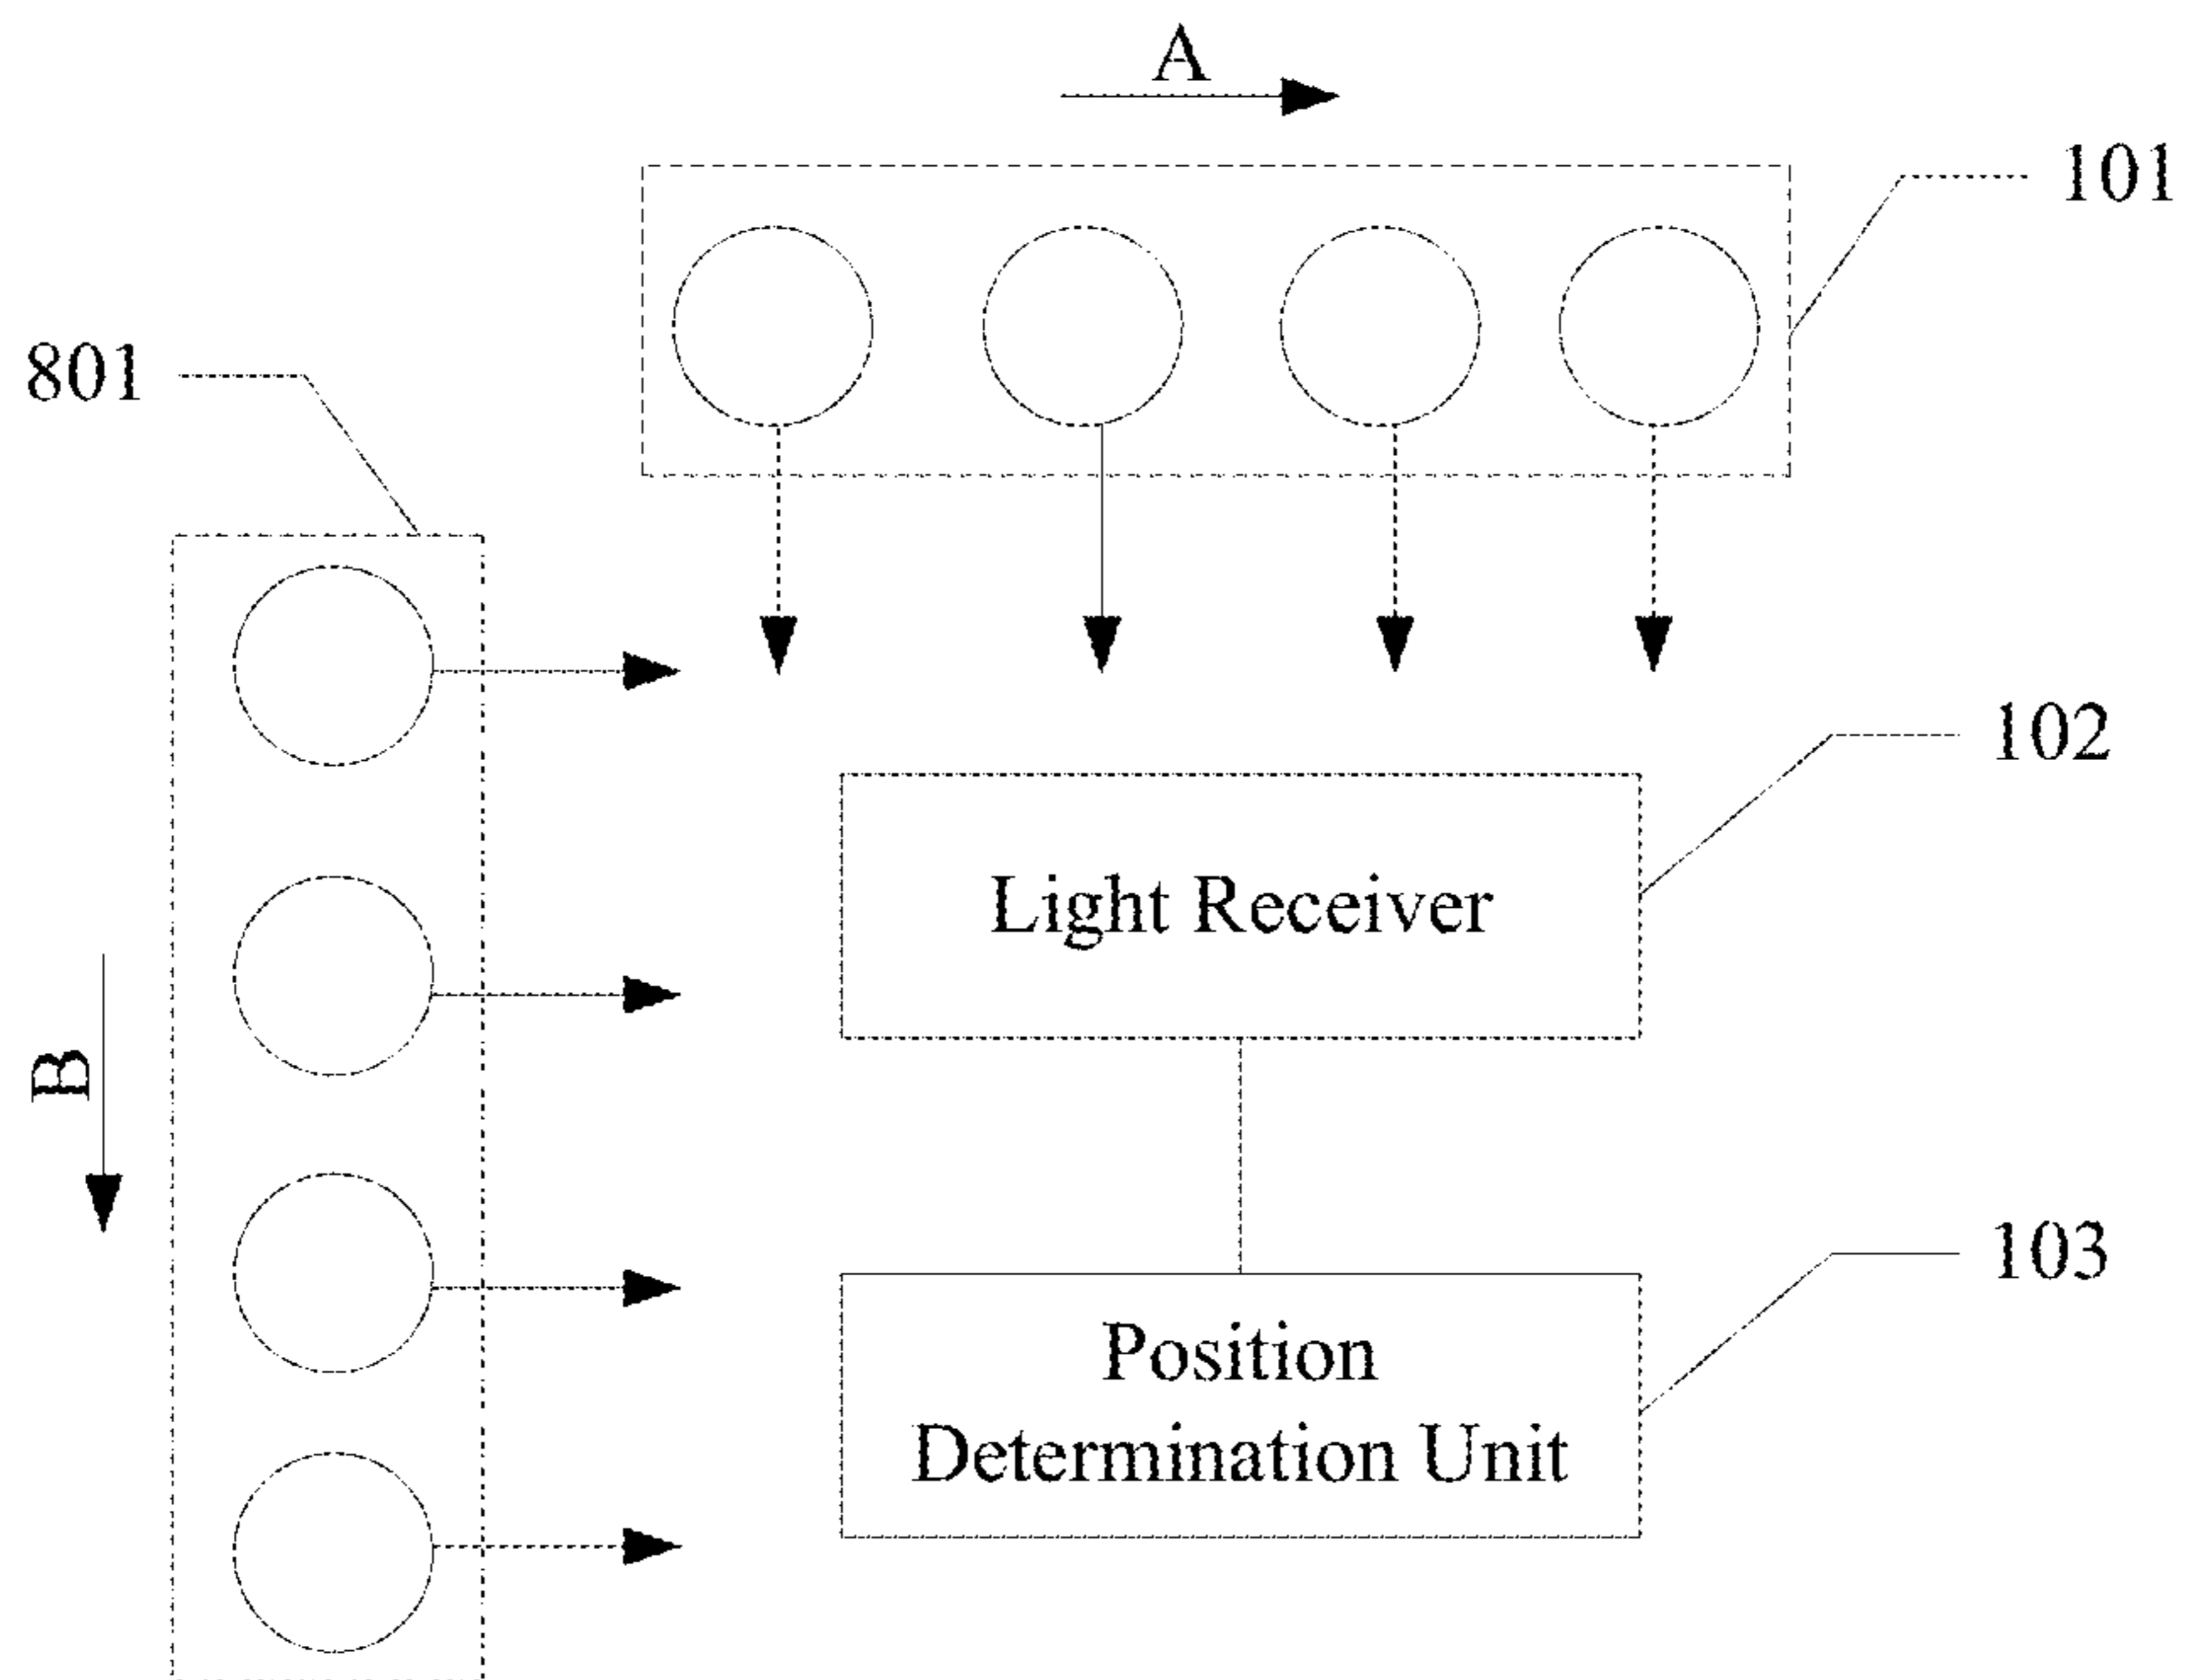 A
101
801
102
Light Receiver
B
103
Position
Determination Unit